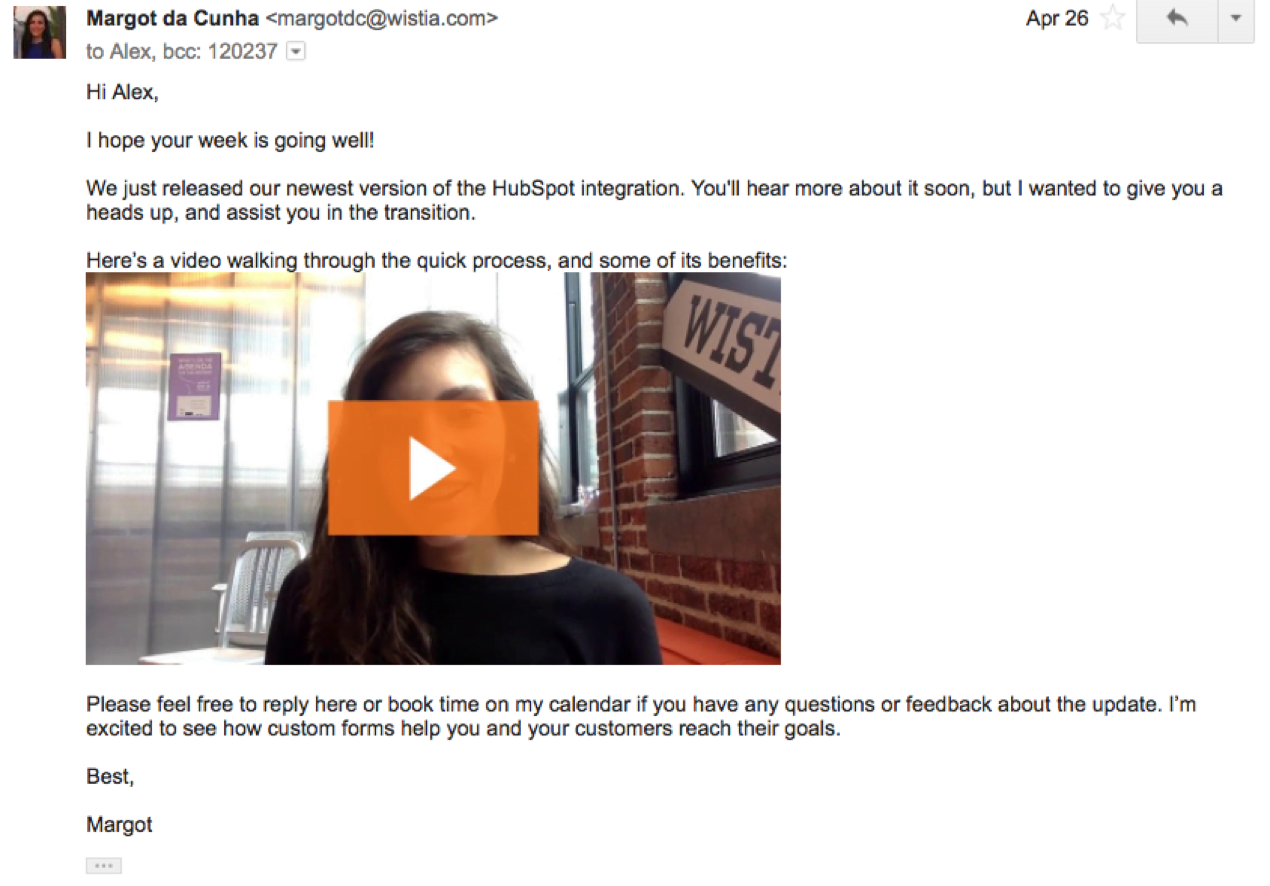 Margot da Cunha <margotdc@wistia.com>
Apr 26
to Alex, bcc: 120237
Hi Alex,
I hope your week is going well!
We just released our newest version of the HubSpot integration. You'll hear more about it soon, but I wanted to give you a
heads up, and assist you in the transition.
Here's a video walking through the quick process, and some of its benefits:
AGENDA
WIST
Please feel free to reply here or book time on my calendar if you have any questions or feedback about the update. I'm
excited to see how custom forms help you and your customers reach their goals.
Best,
Margot